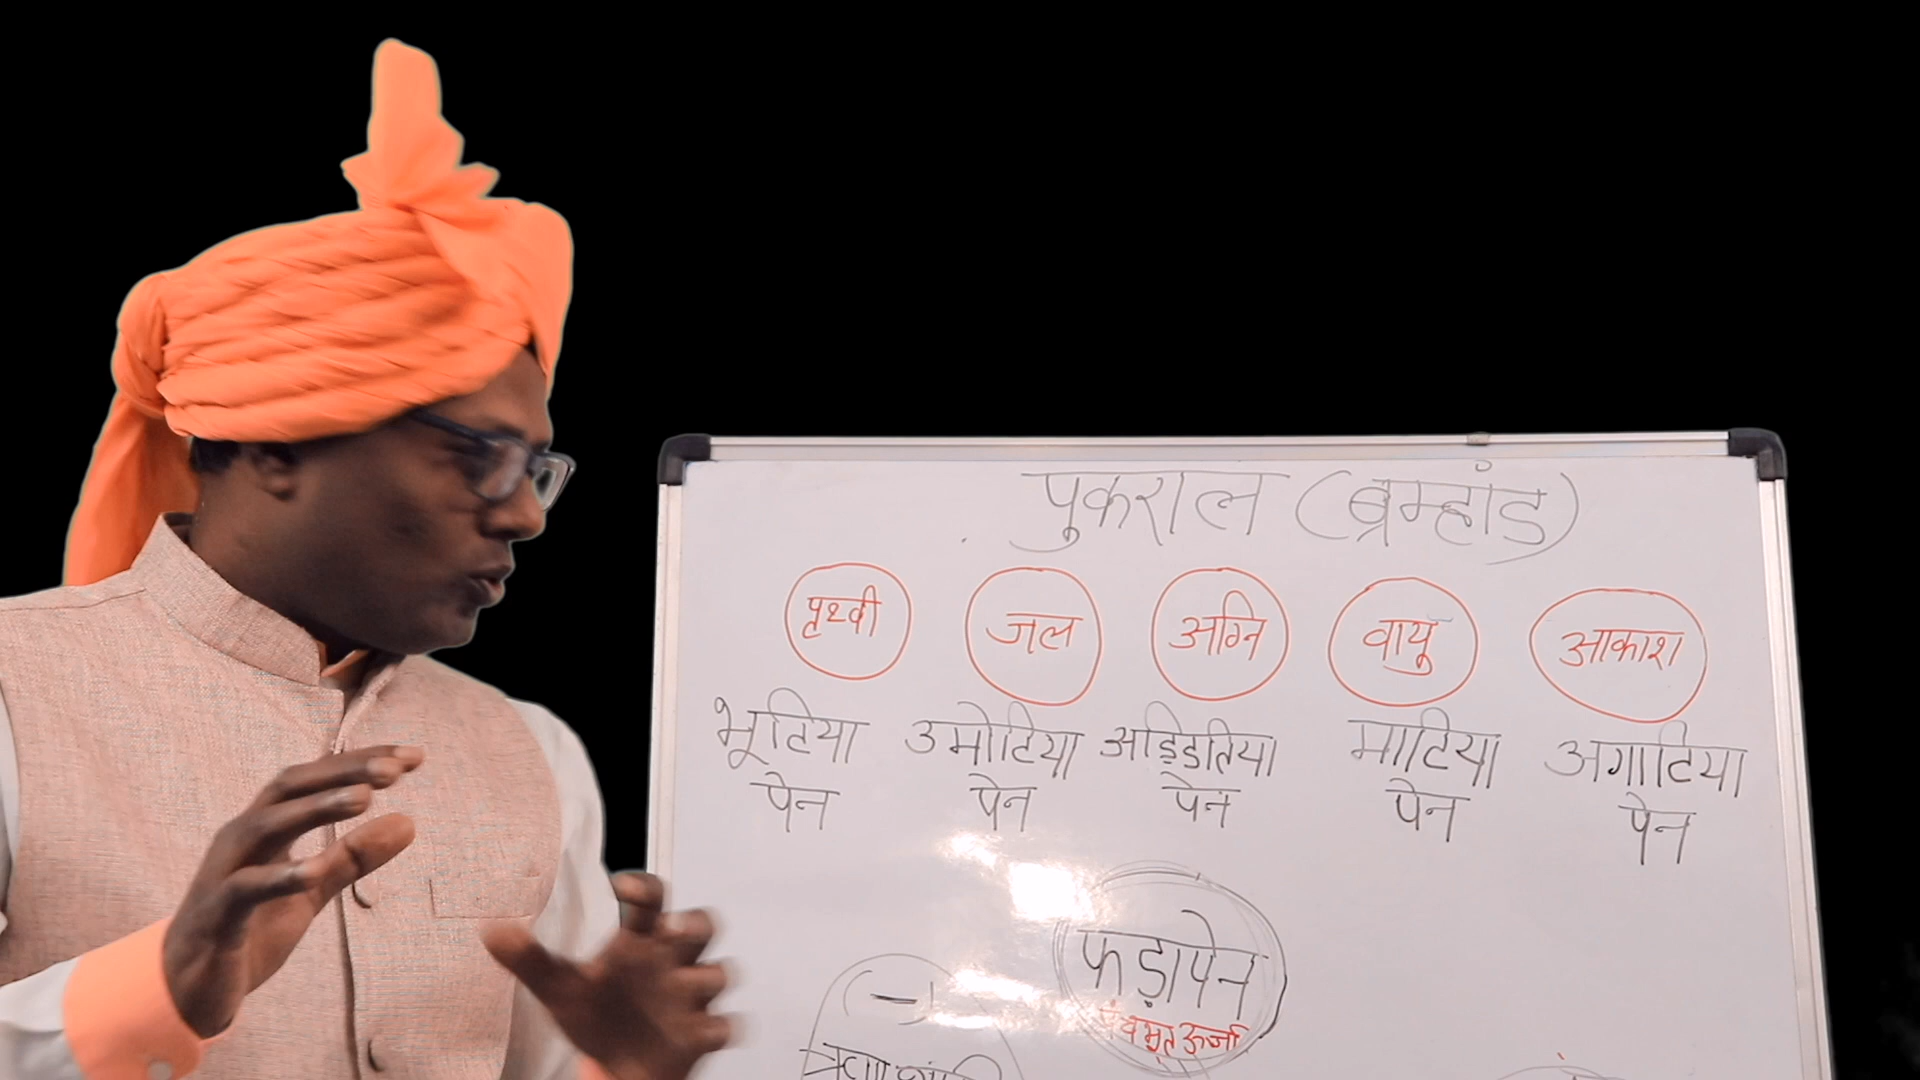 पुकराल (ब्रम्हांड)
पृथ्वी जल अग्नि वायु आकाश
भूटिया उमोटिया अड़िडतिया माटिया अगाटिया
पेन पेन पेन पेन पेन
फड़ापेन
पंचभूत ऊर्जा
(-)